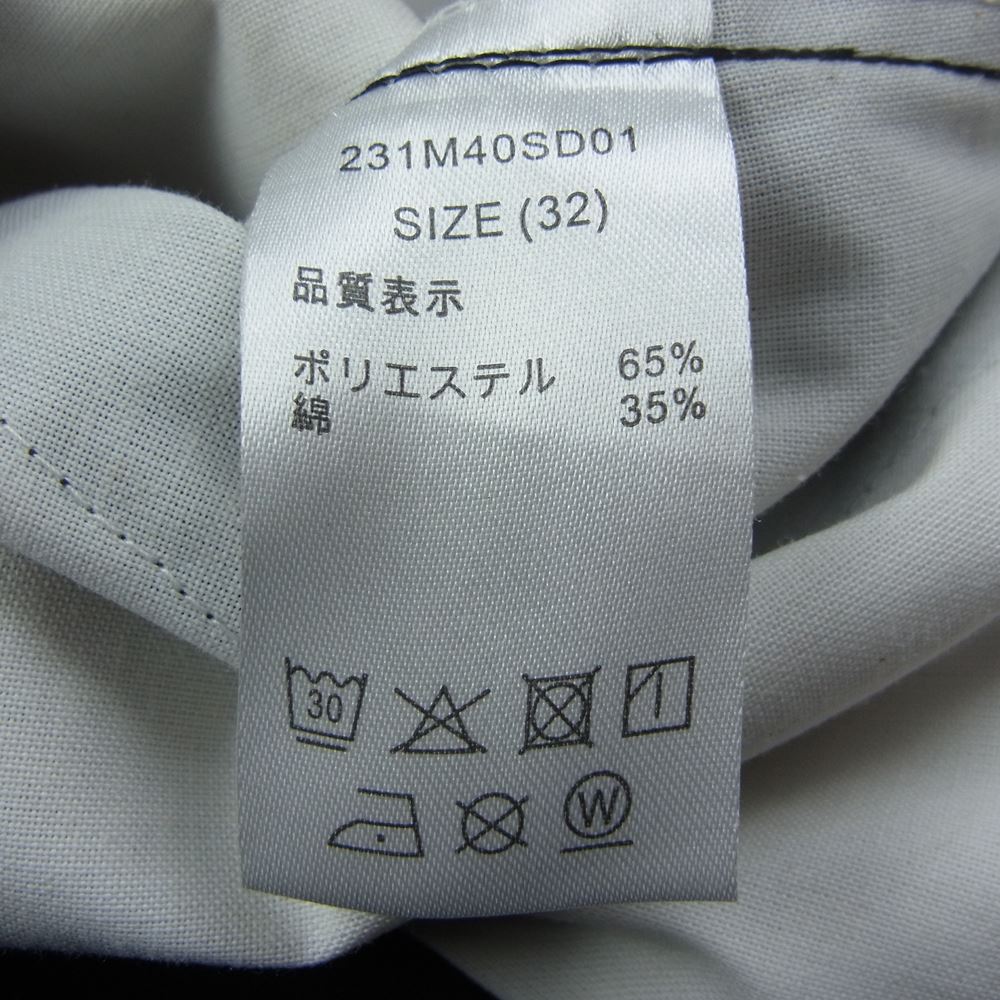 231M40SD01
SIZE (32)
品質表示
ポリエステル 65%
綿 35%
30
W